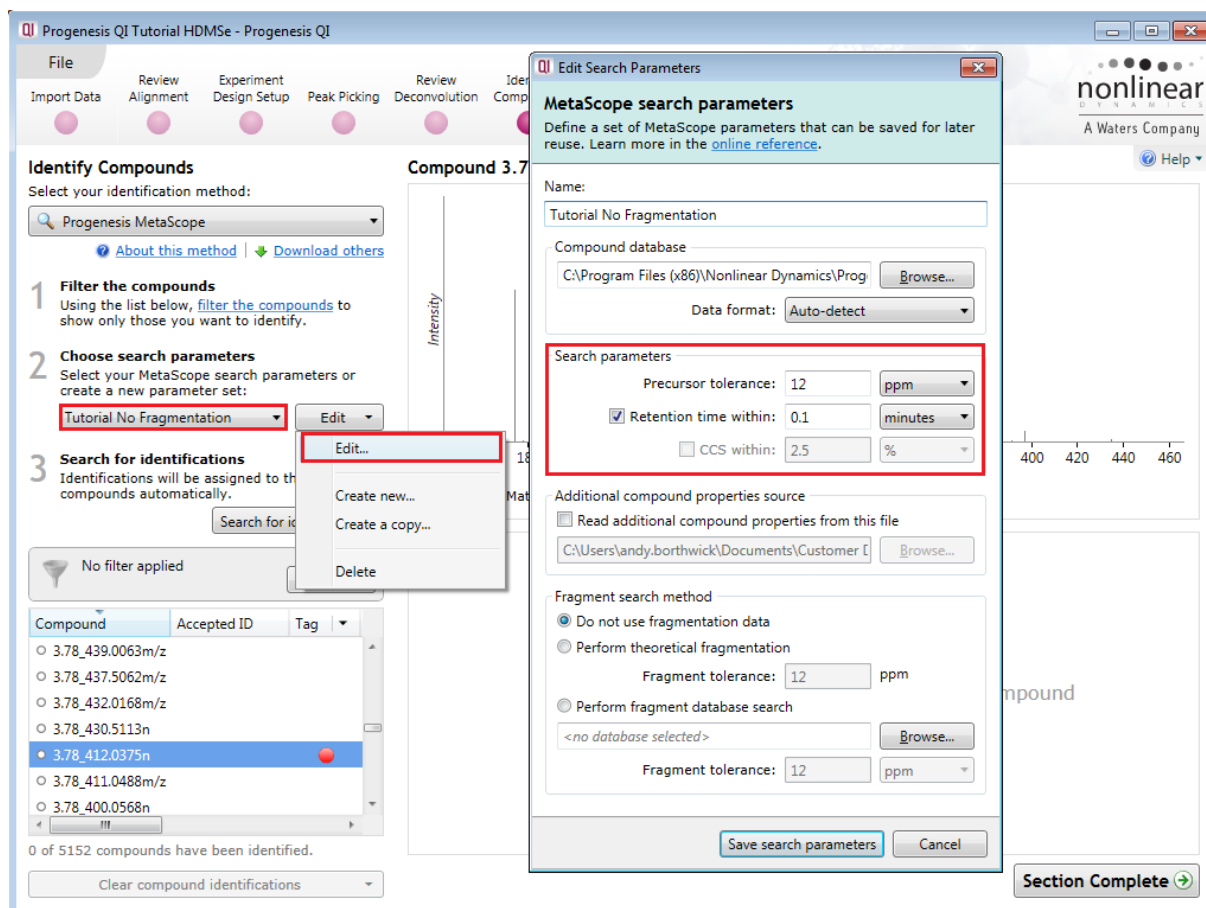 Progenesis QI Tutorial HDMSe - Progenesis QI
File
Import Data
Review
Alignment
Experiment
Design Setup
Peak Picking
Review
Deconvolution
nonlinear
DYNAMICS
A Waters Company
Help
Identify Compounds
Select your identification method:
Progenesis MetaScope
About this method | Download others
1 Filter the compounds
Using the list below, filter the compounds to
show only those you want to identify.
2 Choose search parameters
Select your MetaScope search parameters or
create a new parameter set:
Tutorial No Fragmentation
Edit
Edit...
Create new...
Create a copy...
Delete
3 Search for identifications
Identifications will be assigned to th
compounds automatically.
Search for id
No filter applied
Compound Accepted ID Tag
3.78_439.0063m/z
3.78_437.5062m/z
3.78_432.0168m/z
3.78_430.5113n
3.78_412.0375n
3.78_411.0488m/z
3.78_400.0568n
0 of 5152 compounds have been identified.
Clear compound identifications
Compound 3.7
Intensity
18
Mat
400 420 440 460
mpound
Section Complete
Edit Search Parameters
MetaScope search parameters
Define a set of MetaScope parameters that can be saved for later
reuse. Learn more in the online reference.
Name:
Tutorial No Fragmentation
Compound database
C:\Program Files (x86)\Nonlinear Dynamics\Prog
Browse...
Data format: Auto-detect
Search parameters
Precursor tolerance: 12 ppm
Retention time within: 0.1 minutes
CCS within: 2.5 %
Additional compound properties source
Read additional compound properties from this file
C:\Users\andy.borthwick\Documents\Customer D
Browse...
Fragment search method
Do not use fragmentation data
Perform theoretical fragmentation
Fragment tolerance: 12 ppm
Perform fragment database search
<no database selected>
Browse...
Fragment tolerance: 12 ppm
Save search parameters
Cancel